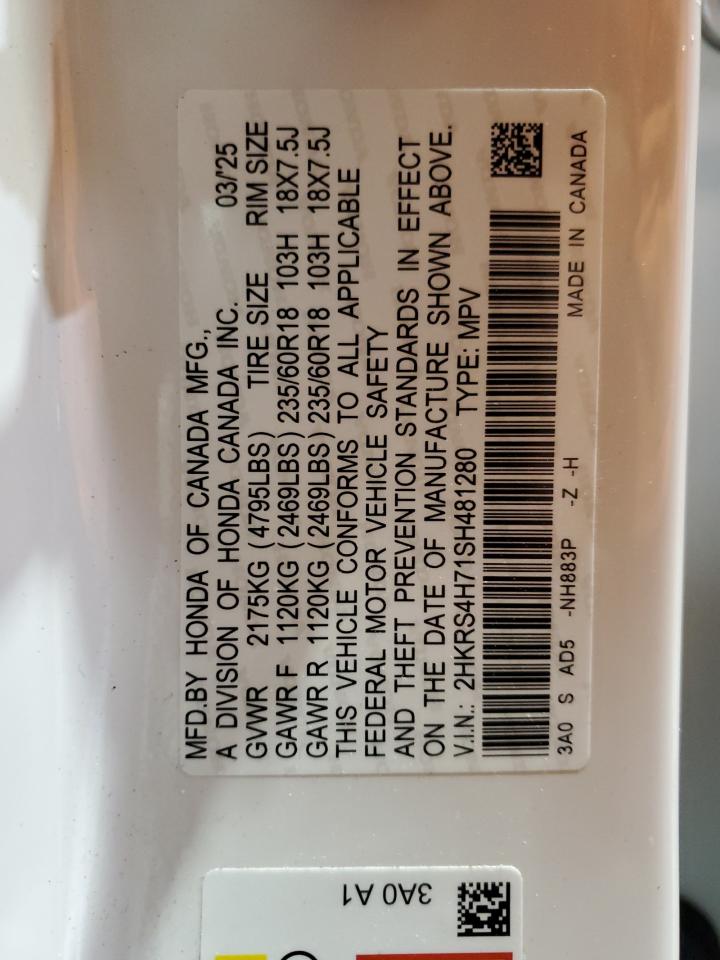 MFD.BY HONDA OF CANADA MFG.,
A DIVISION OF HONDA CANADA INC. 03/'25
GVWR 2175KG (4795LBS) TIRE SIZE RIM SIZE
GAWR F 1120KG (2469LBS) 235/60R18 103H 18X7.5J
GAWR R 1120KG (2469LBS) 235/60R18 103H 18X7.5J
THIS VEHICLE CONFORMS TO ALL APPLICABLE
FEDERAL MOTOR VEHICLE SAFETY
AND THEFT PREVENTION STANDARDS IN EFFECT
ON THE DATE OF MANUFACTURE SHOWN ABOVE.
V.I.N.: 2HKRS4H71SH481280 TYPE: MPV
3A0 S AD5 -NH883P -Z -H MADE IN CANADA
3A0 A1